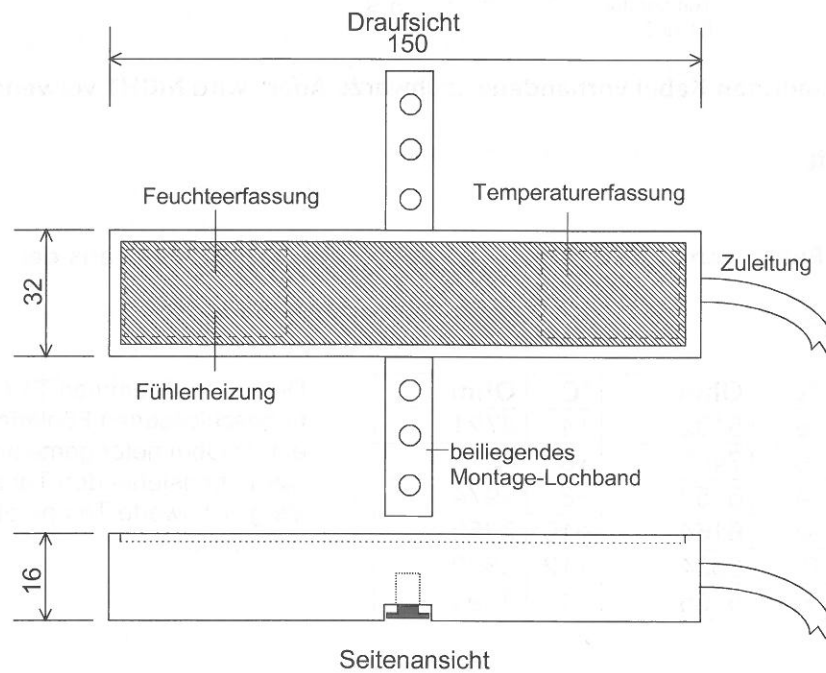 Draufsicht
150
Feuchteerfassung
Temperaturerfassung
Zuleitung
32
Fühlerheizung
beiliegendes
Montage-Lochband
16
Seitenansicht